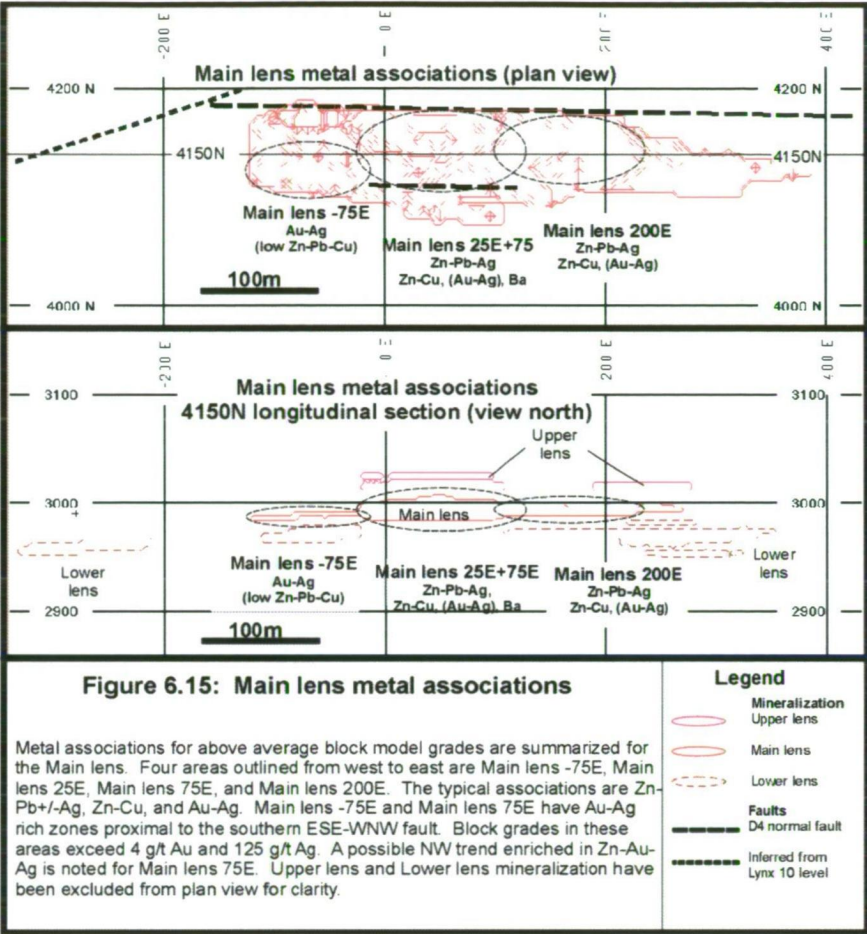 -200 E
0 E
200 E
400 E
Main lens metal associations (plan view)
4200 N
4200 N
4150N
4150N
Main lens -75E
Au-Ag
(low Zn-Pb-Cu)
Main lens 25E+75
Zn-Pb-Ag
Zn-Cu, (Au-Ag), Ba
Main lens 200E
Zn-Pb-Ag
Zn-Cu, (Au-Ag)
100m
4000 N
4000 N
-200 E
0 E
200 E
400 E
3100
3100
Main lens metal associations
4150N longitudinal section (view north)
Upper
lens
3000
3000
Main lens
Lower
lens
Main lens -75E
Au-Ag
(low Zn-Pb-Cu)
Main lens 25E+75E
Zn-Pb-Ag,
Zn-Cu, (Au-Ag), Ba
Main lens 200E
Zn-Pb-Ag
Zn-Cu, (Au-Ag)
Lower
lens
2900
2900
100m
Figure 6.15: Main lens metal associations
Metal associations for above average block model grades are summarized for
the Main lens. Four areas outlined from west to east are Main lens -75E, Main
lens 25E, Main lens 75E, and Main lens 200E. The typical associations are Zn-
Pb+/-Ag, Zn-Cu, and Au-Ag. Main lens -75E and Main lens 75E have Au-Ag
rich zones proximal to the southern ESE-WNW fault. Block grades in these
areas exceed 4 g/t Au and 125 g/t Ag. A possible NW trend enriched in Zn-Au-
Ag is noted for Main lens 75E. Upper lens and Lower lens mineralization have
been excluded from plan view for clarity.
Legend
Mineralization
Upper lens
Main lens
Lower lens
Faults
D4 normal fault
Inferred from
Lynx 10 level